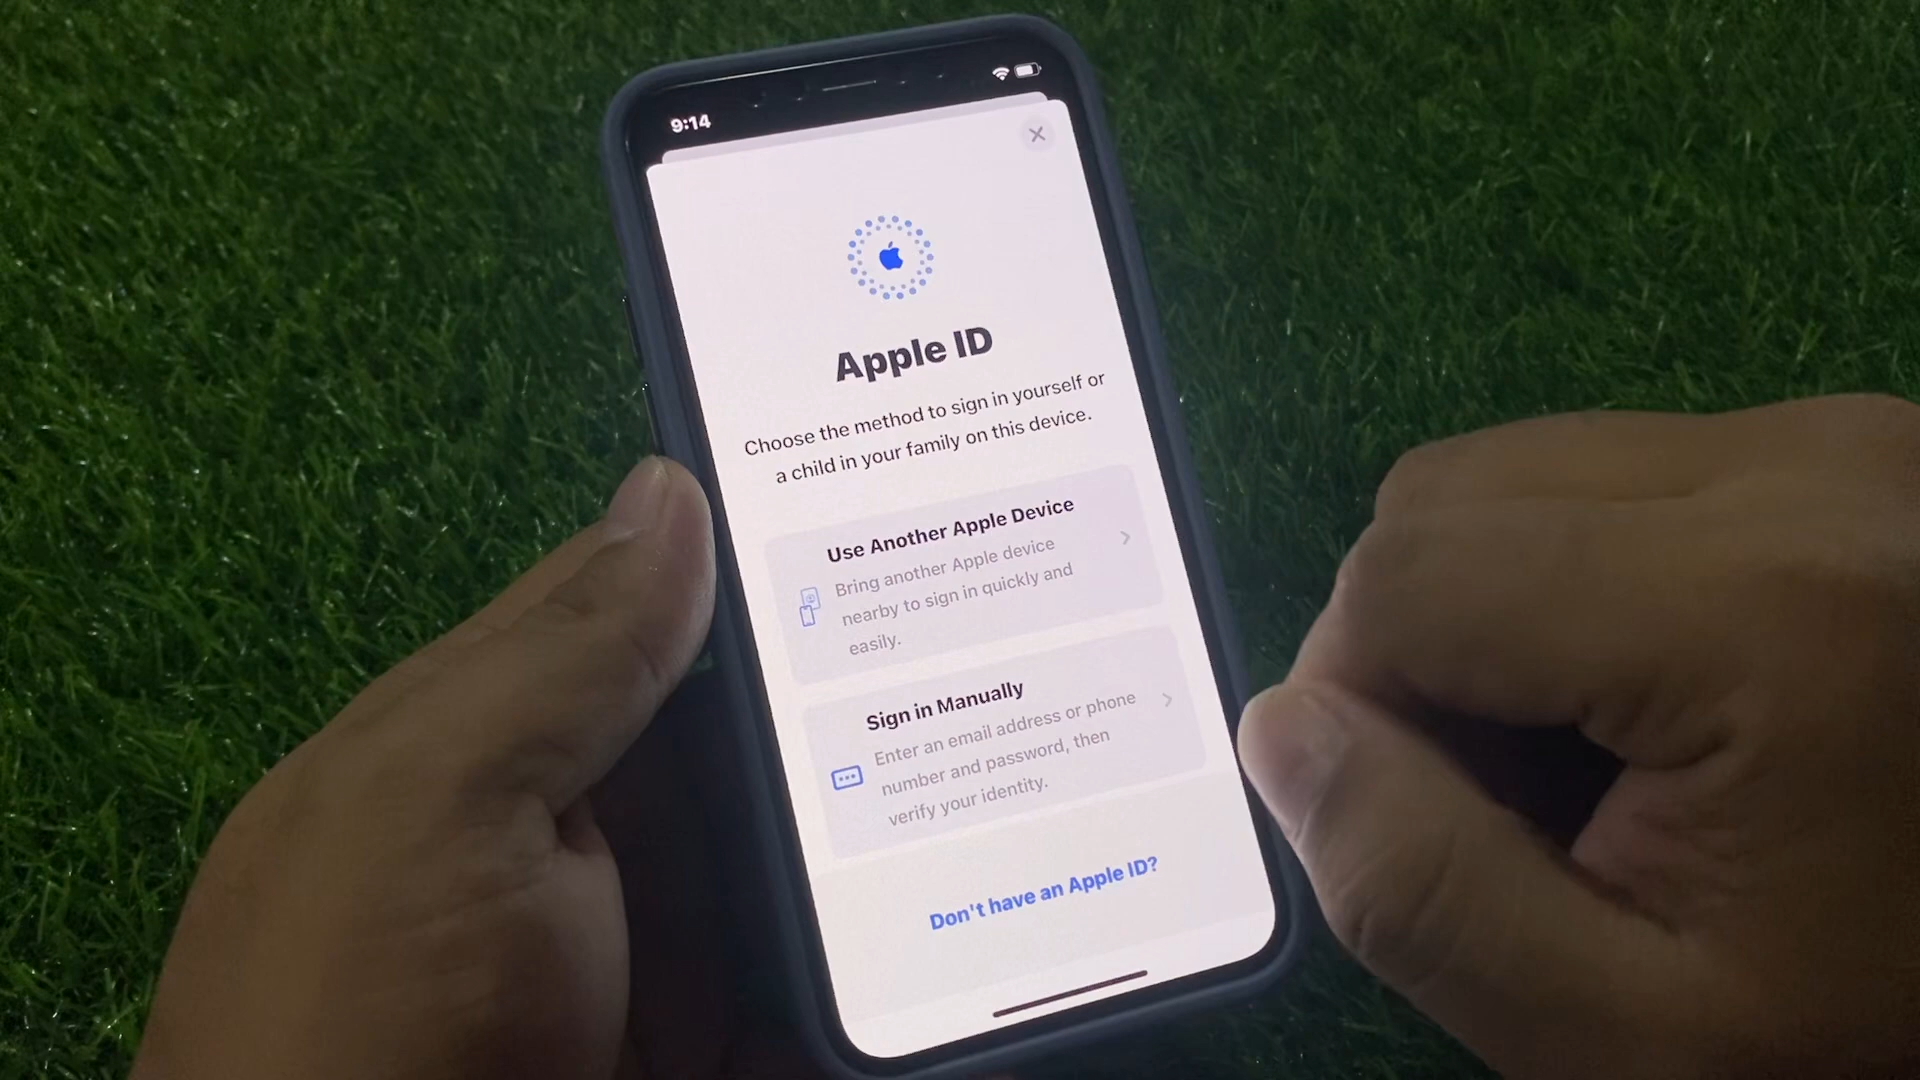 9:14
Apple ID
Choose the method to sign in yourself or
a child in your family on this device.
Use Another Apple Device
Bring another Apple device
nearby to sign in quickly and
easily.
Sign in Manually
Enter an email address or phone
number and password, then
verify your identity.
Don't have an Apple ID?